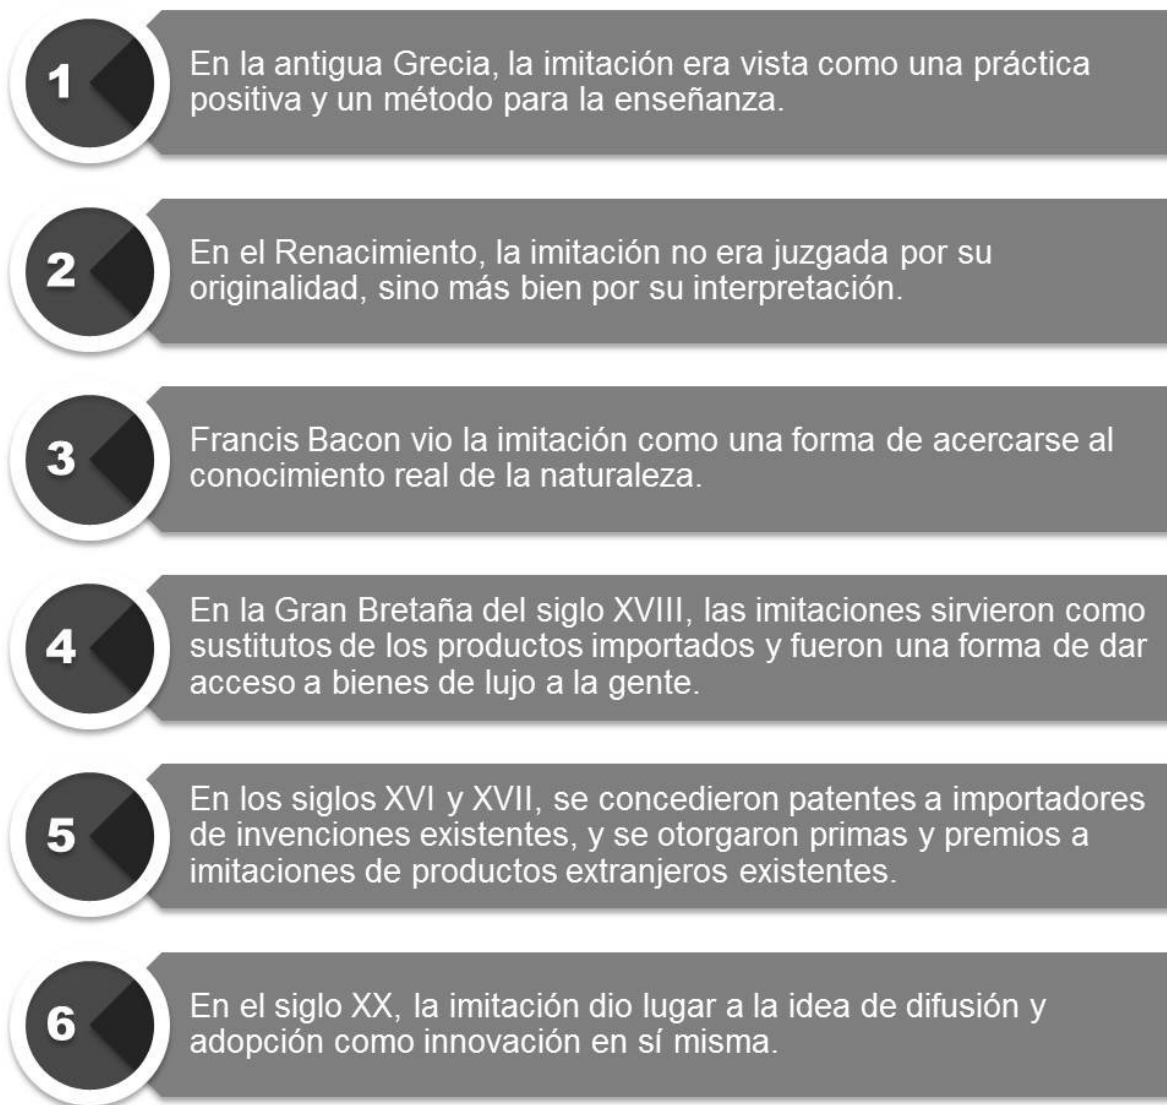 1
En la antigua Grecia, la imitación era vista como una práctica
positiva y un método para la enseñanza.
2
En el Renacimiento, la imitación no era juzgada por su
originalidad, sino más bien por su interpretación.
3
Francis Bacon vio la imitación como una forma de acercarse al
conocimiento real de la naturaleza.
4
En la Gran Bretaña del siglo XVIII, las imitaciones sirvieron como
sustitutos de los productos importados y fueron una forma de dar
acceso a bienes de lujo a la gente.
5
En los siglos XVI y XVII, se concedieron patentes a importadores
de invenciones existentes, y se otorgaron primas y premios a
imitaciones de productos extranjeros existentes.
6
En el siglo XX, la imitación dio lugar a la idea de difusión y
adopción como innovación en sí misma.